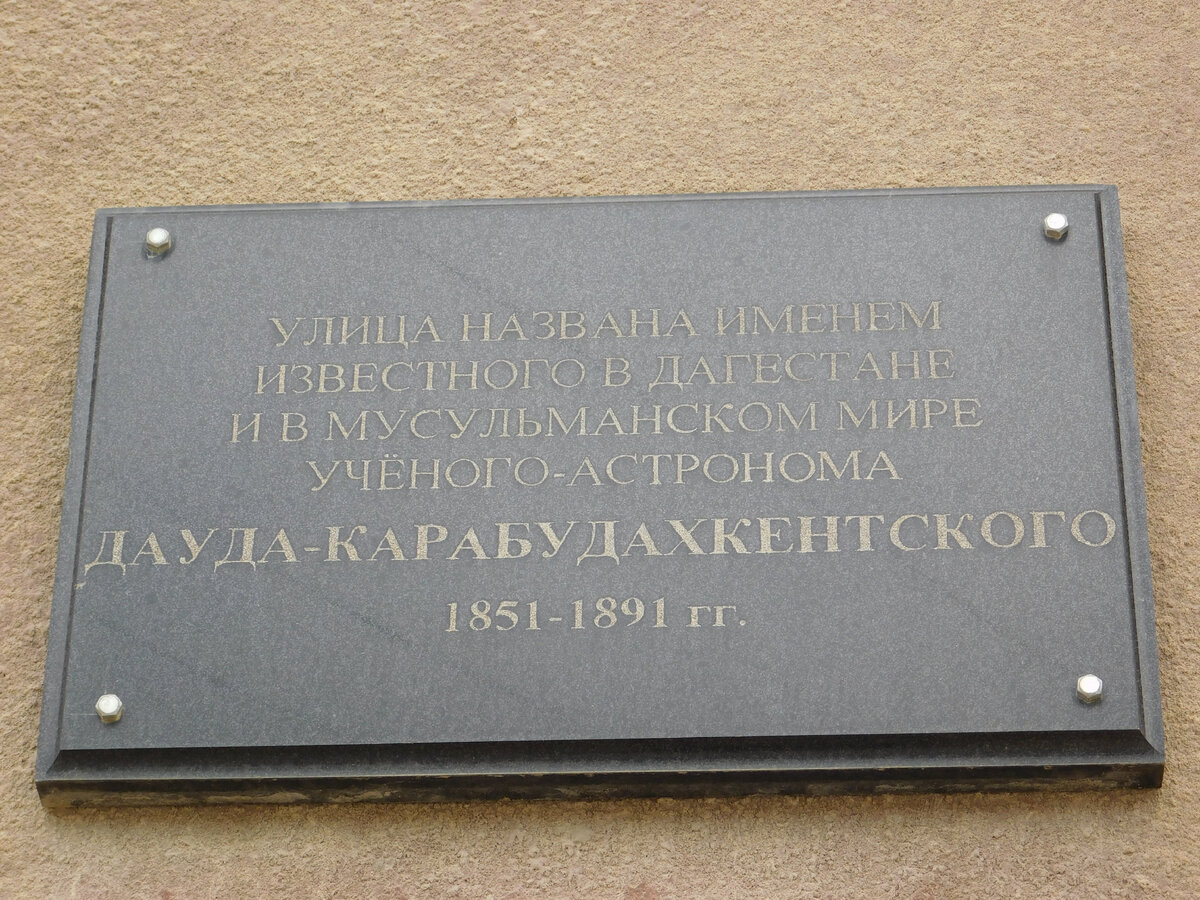 УЛИЦА НАЗВАНА ИМЕНЕМ
ИЗВЕСТНОГО В ДАГЕСТАНЕ
И В МУСУЛЬМАНСКОМ МИРЕ
УЧЁНОГО-АСТРОНОМА
ДАУДА-КАРАБУДАХКЕНТСКОГО
1851-1891 гг.